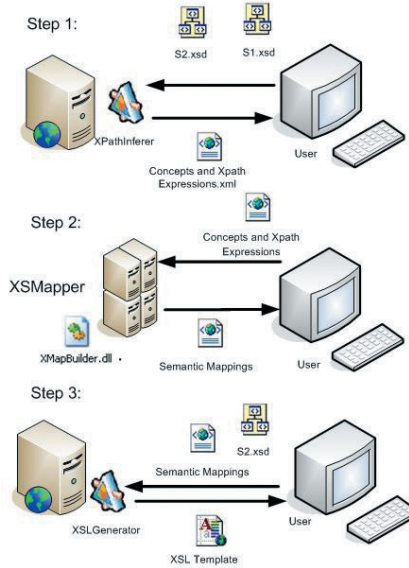 Step 1:
S2.xsd
S1.xsd
XPathInferer
User
Concepts and Xpath
Expressions.xml
Step 2:
Concepts and Xpath
Expressions
XSMapper
XMapBuilder.dll
Semantic Mappings
User
Step 3:
S2.xsd
Semantic Mappings
User
XSLGenerator
XSL Template